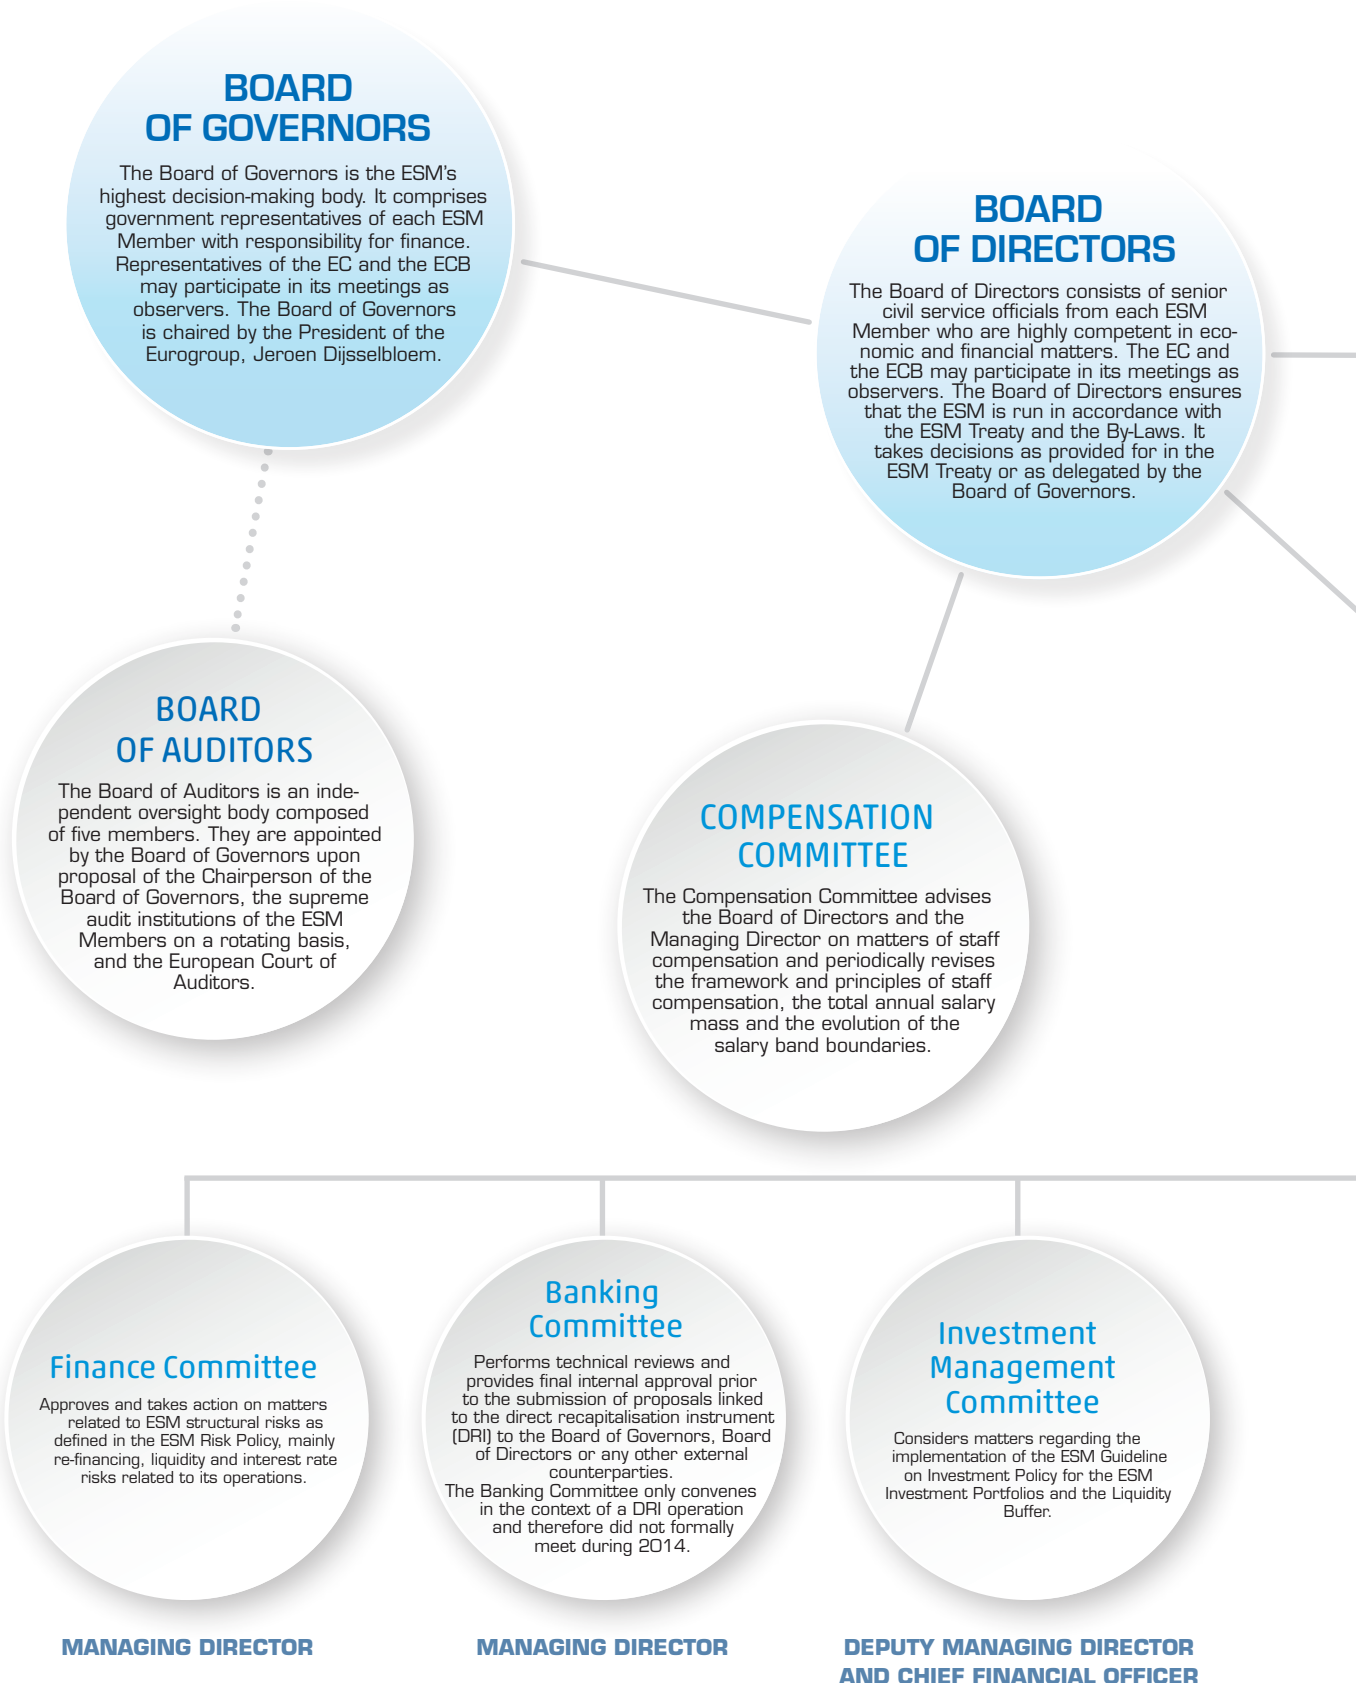 BOARD
OF GOVERNORS
The Board of Governors is the ESM's
highest decision-making body. It comprises
government representatives of each ESM
Member with responsibility for finance.
Representatives of the EC and the ECB
may participate in its meetings as
observers. The Board of Governors
is chaired by the President of the
Eurogroup, Jeroen Dijsselbloem.
BOARD
OF DIRECTORS
The Board of Directors consists of senior
civil service officials from each ESM
Member who are highly competent in eco-
nomic and financial matters. The EC and
the ECB may participate in its meetings as
observers. The Board of Directors ensures
that the ESM is run in accordance with
the ESM Treaty and the By-Laws. It
takes decisions as provided for in the
ESM Treaty or as delegated by the
Board of Governors.
BOARD
OF AUDITORS
The Board of Auditors is an inde-
pendent oversight body composed
of five members. They are appointed
by the Board of Governors upon
proposal of the Chairperson of the
Board of Governors, the supreme
audit institutions of the ESM
Members on a rotating basis,
and the European Court of
Auditors.
COMPENSATION
COMMITTEE
The Compensation Committee advises
the Board of Directors and the
Managing Director on matters of staff
compensation and periodically revises
the framework and principles of staff
compensation, the total annual salary
mass and the evolution of the
salary band boundaries.
Finance Committee
Approves and takes action on matters
related to ESM structural risks as
defined in the ESM Risk Policy, mainly
re-financing, liquidity and interest rate
risks related to its operations.
MANAGING DIRECTOR
Banking
Committee
Performs technical reviews and
provides final internal approval prior
to the submission of proposals linked
to the direct recapitalisation instrument
(DRI) to the Board of Governors, Board
of Directors or any other external
counterparties.
The Banking Committee only convenes
in the context of a DRI operation
and therefore did not formally
meet during 2014.
MANAGING DIRECTOR
Investment
Management
Committee
Considers matters regarding the
implementation of the ESM Guideline
on Investment Policy for the ESM
Investment Portfolios and the Liquidity
Buffer.
DEPUTY MANAGING DIRECTOR
AND CHIEF FINANCIAL OFFICER